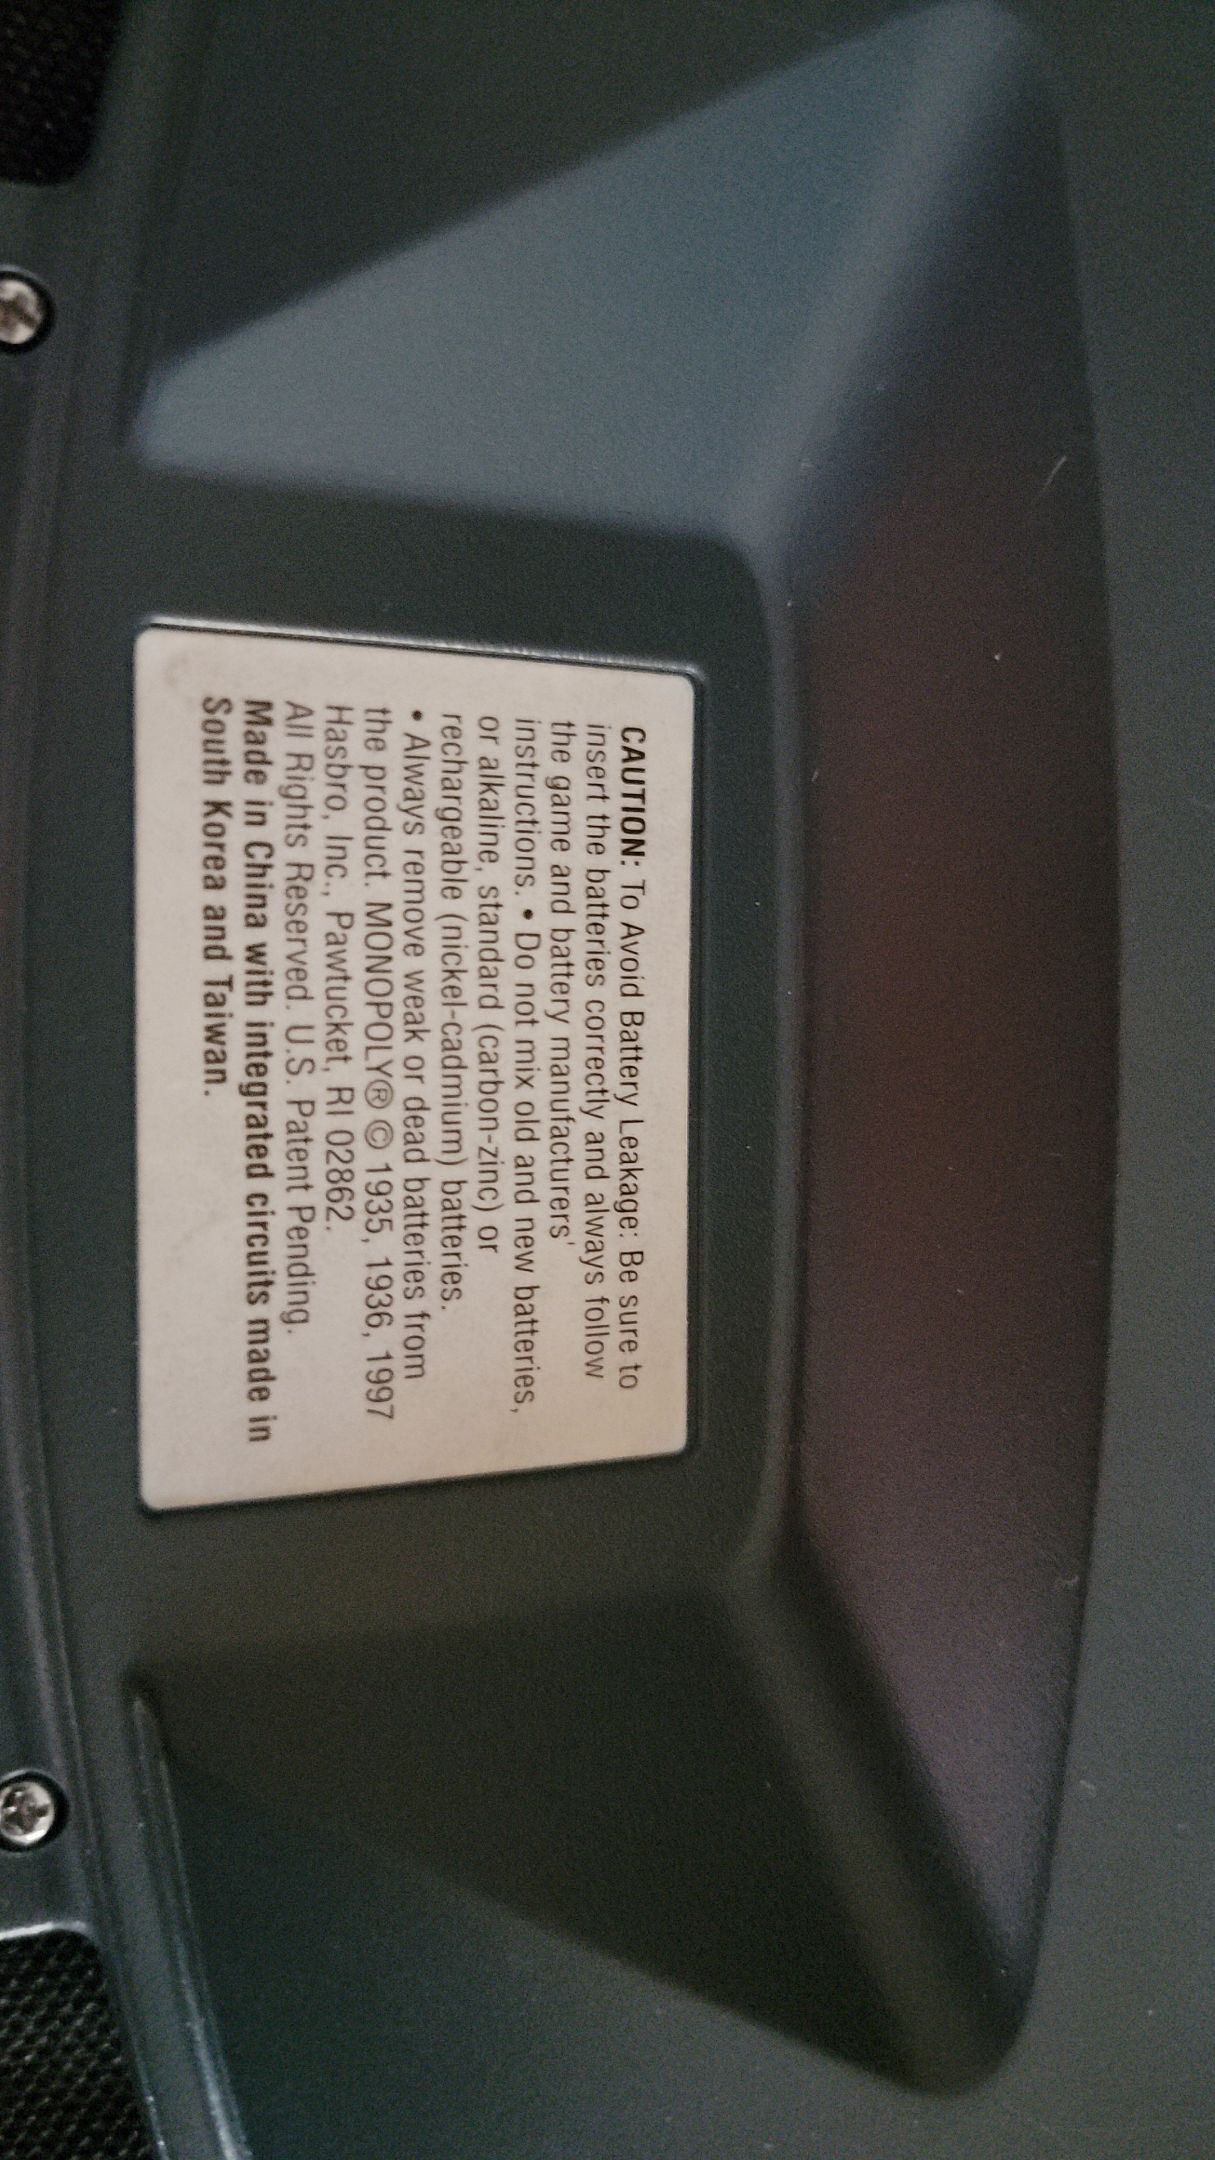 CAUTION: To Avoid Battery Leakage: Be sure to
insert the batteries correctly and always follow
the game and battery manufacturers'
instructions. • Do not mix old and new batteries,
or alkaline, standard (carbon-zinc) or
rechargeable (nickel-cadmium) batteries.
• Always remove weak or dead batteries from
the product. MONOPOLY® © 1935, 1936, 1997
Hasbro, Inc., Pawtucket, RI 02862.
All Rights Reserved. U.S. Patent Pending.
Made in China with integrated circuits made in
South Korea and Taiwan.